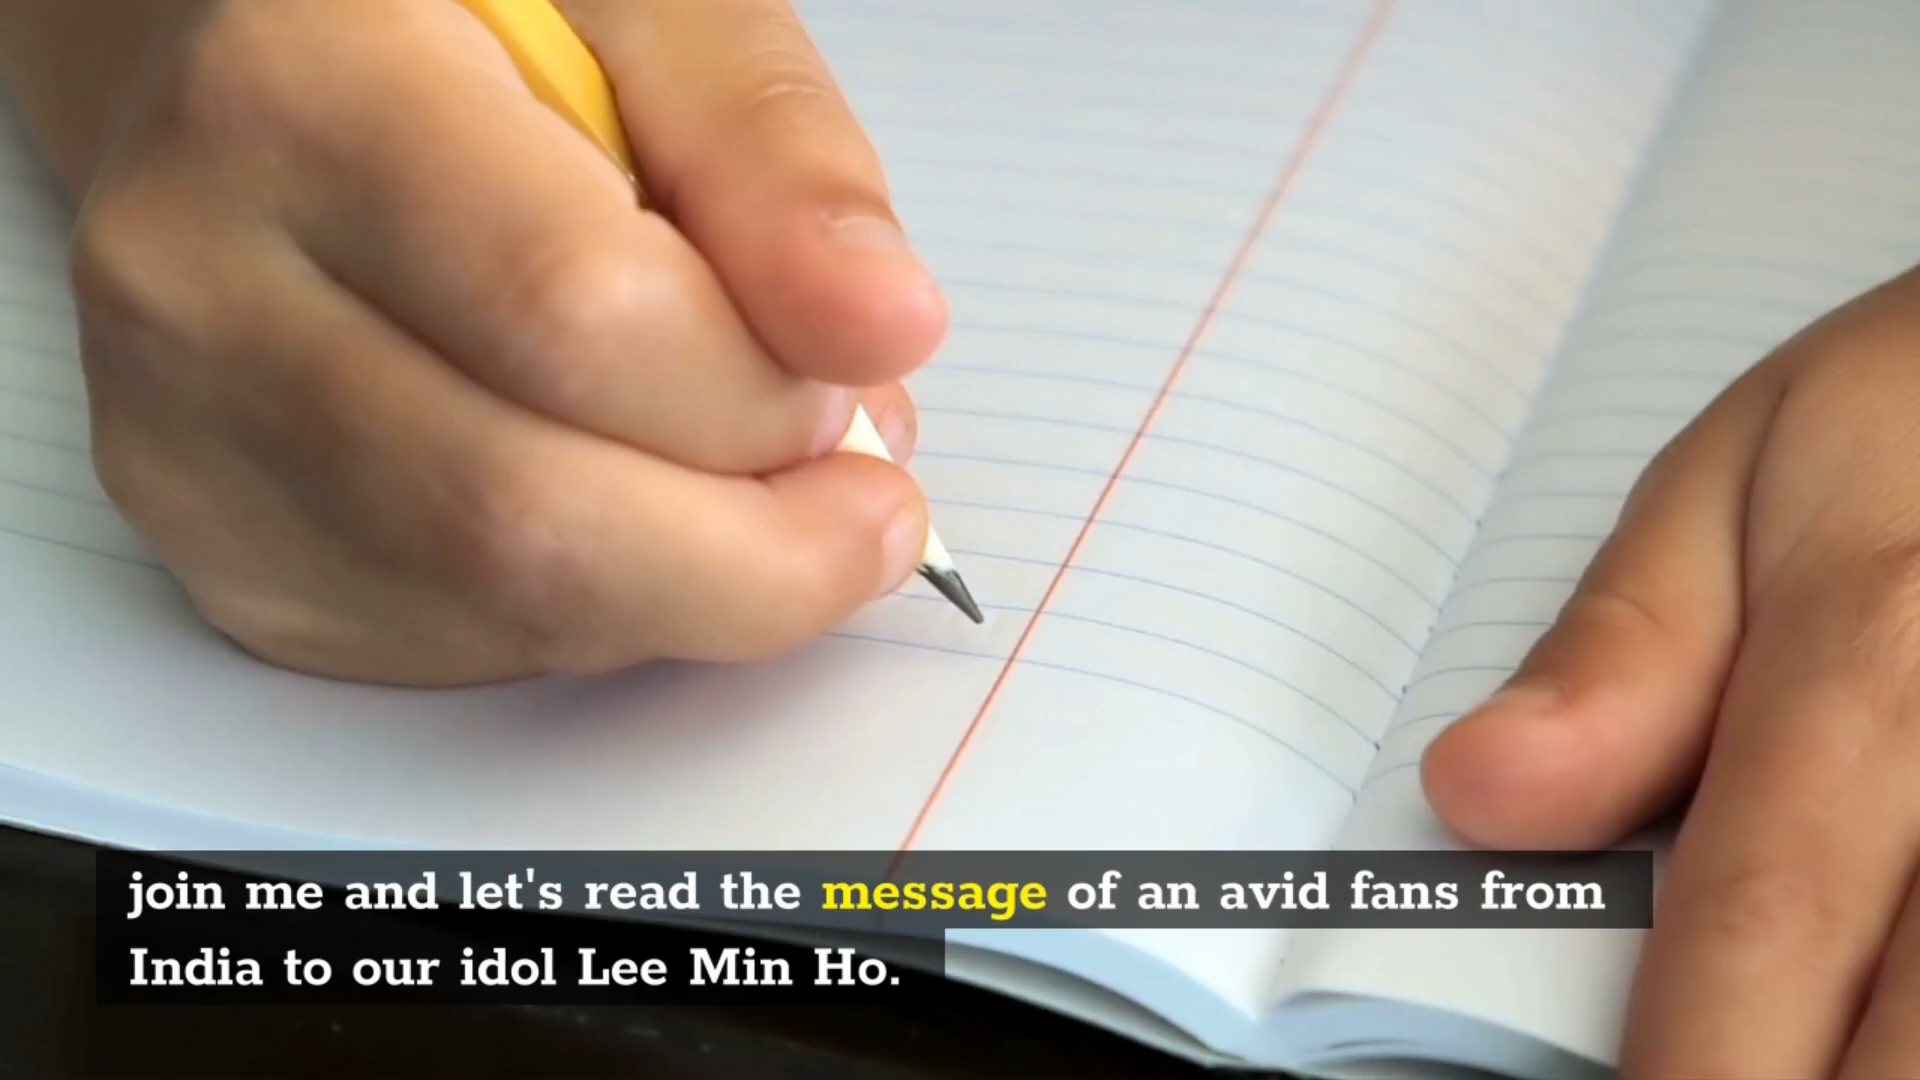 join me and let's read the message of an avid fans from
India to our idol Lee Min Ho.